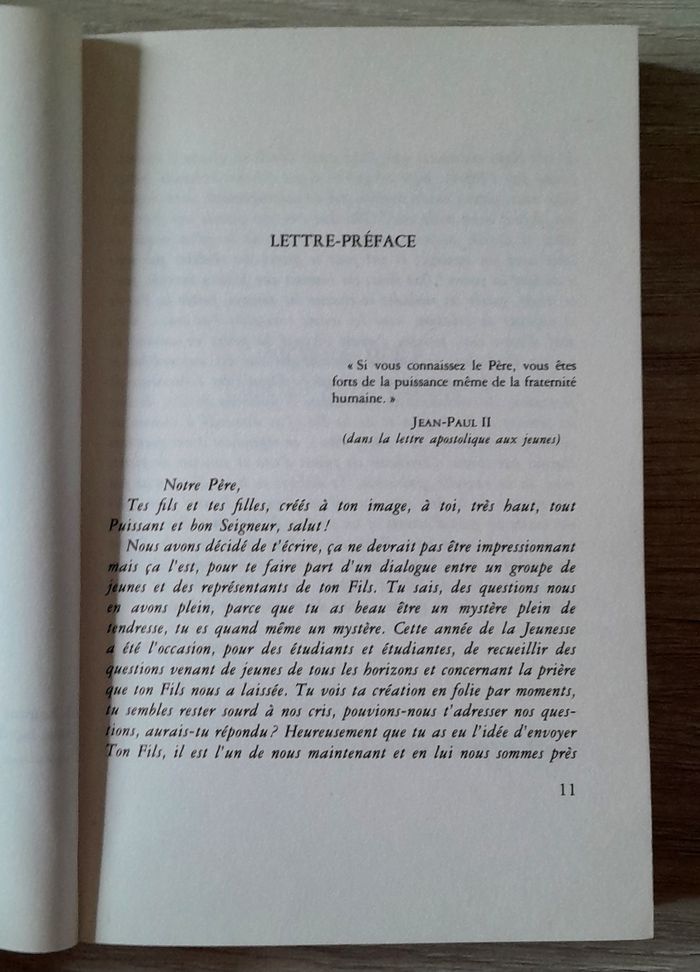 LETTRE-PRÉFACE
« Si vous connaissez le Père, vous êtes
forts de la puissance même de la fraternité
humaine. »
JEAN-PAUL II
(dans la lettre apostolique aux jeunes)
Notre Père,
Tes fils et tes filles, créés à ton image, à toi, très haut, tout
Puissant et bon Seigneur, salut !
Nous avons décidé de t'écrire, ça ne devrait pas être impressionnant
mais ça l'est, pour te faire part d'un dialogue entre un groupe de
jeunes et des représentants de ton Fils. Tu sais, des questions nous
en avons plein, parce que tu as beau être un mystère plein de
tendresse, tu es quand même un mystère. Cette année de la Jeunesse
a été l'occasion, pour des étudiants et étudiantes, de recueillir des
questions venant de jeunes de tous les horizons et concernant la prière
que ton Fils nous a laissée. Tu vois ta création en folie par moments,
tu sembles rester sourd à nos cris, pouvions-nous t'adresser nos ques-
tions, aurais-tu répondu ? Heureusement que tu as eu l'idée d'envoyer
Ton Fils, il est l'un de nous maintenant et en lui nous sommes près
11